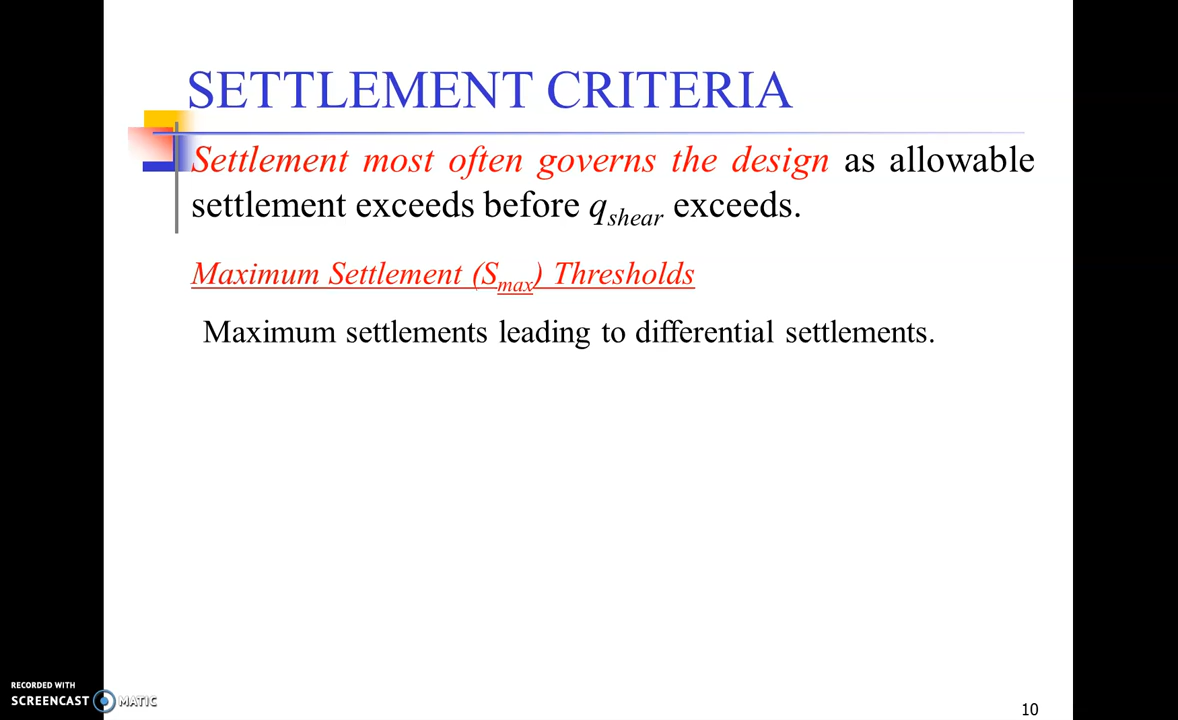 SETTLEMENT CRITERIA
Settlement most often governs the design as allowable
settlement exceeds before qshear exceeds.
Maximum Settlement (Smax) Thresholds
Maximum settlements leading to differential settlements.
RECORDED WITH
SCREENCAST MATIC
10